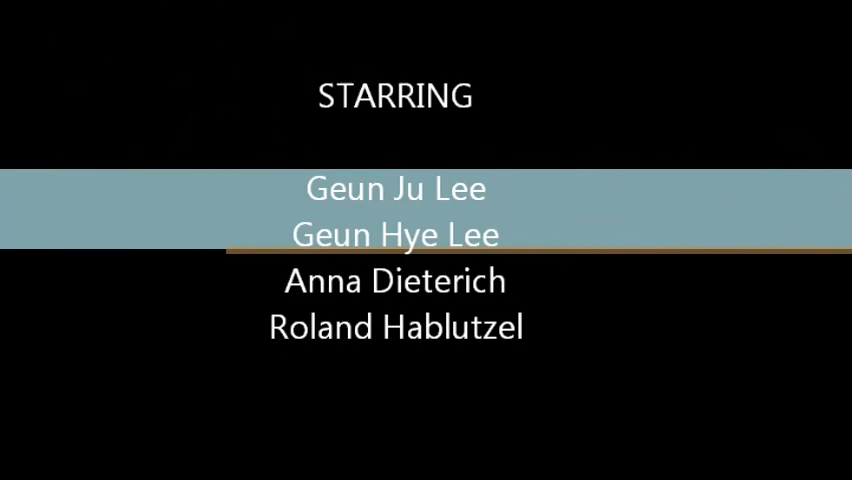 STARRING
Geun Ju Lee
Geun Hye Lee
Anna Dieterich
Roland Hablutzel